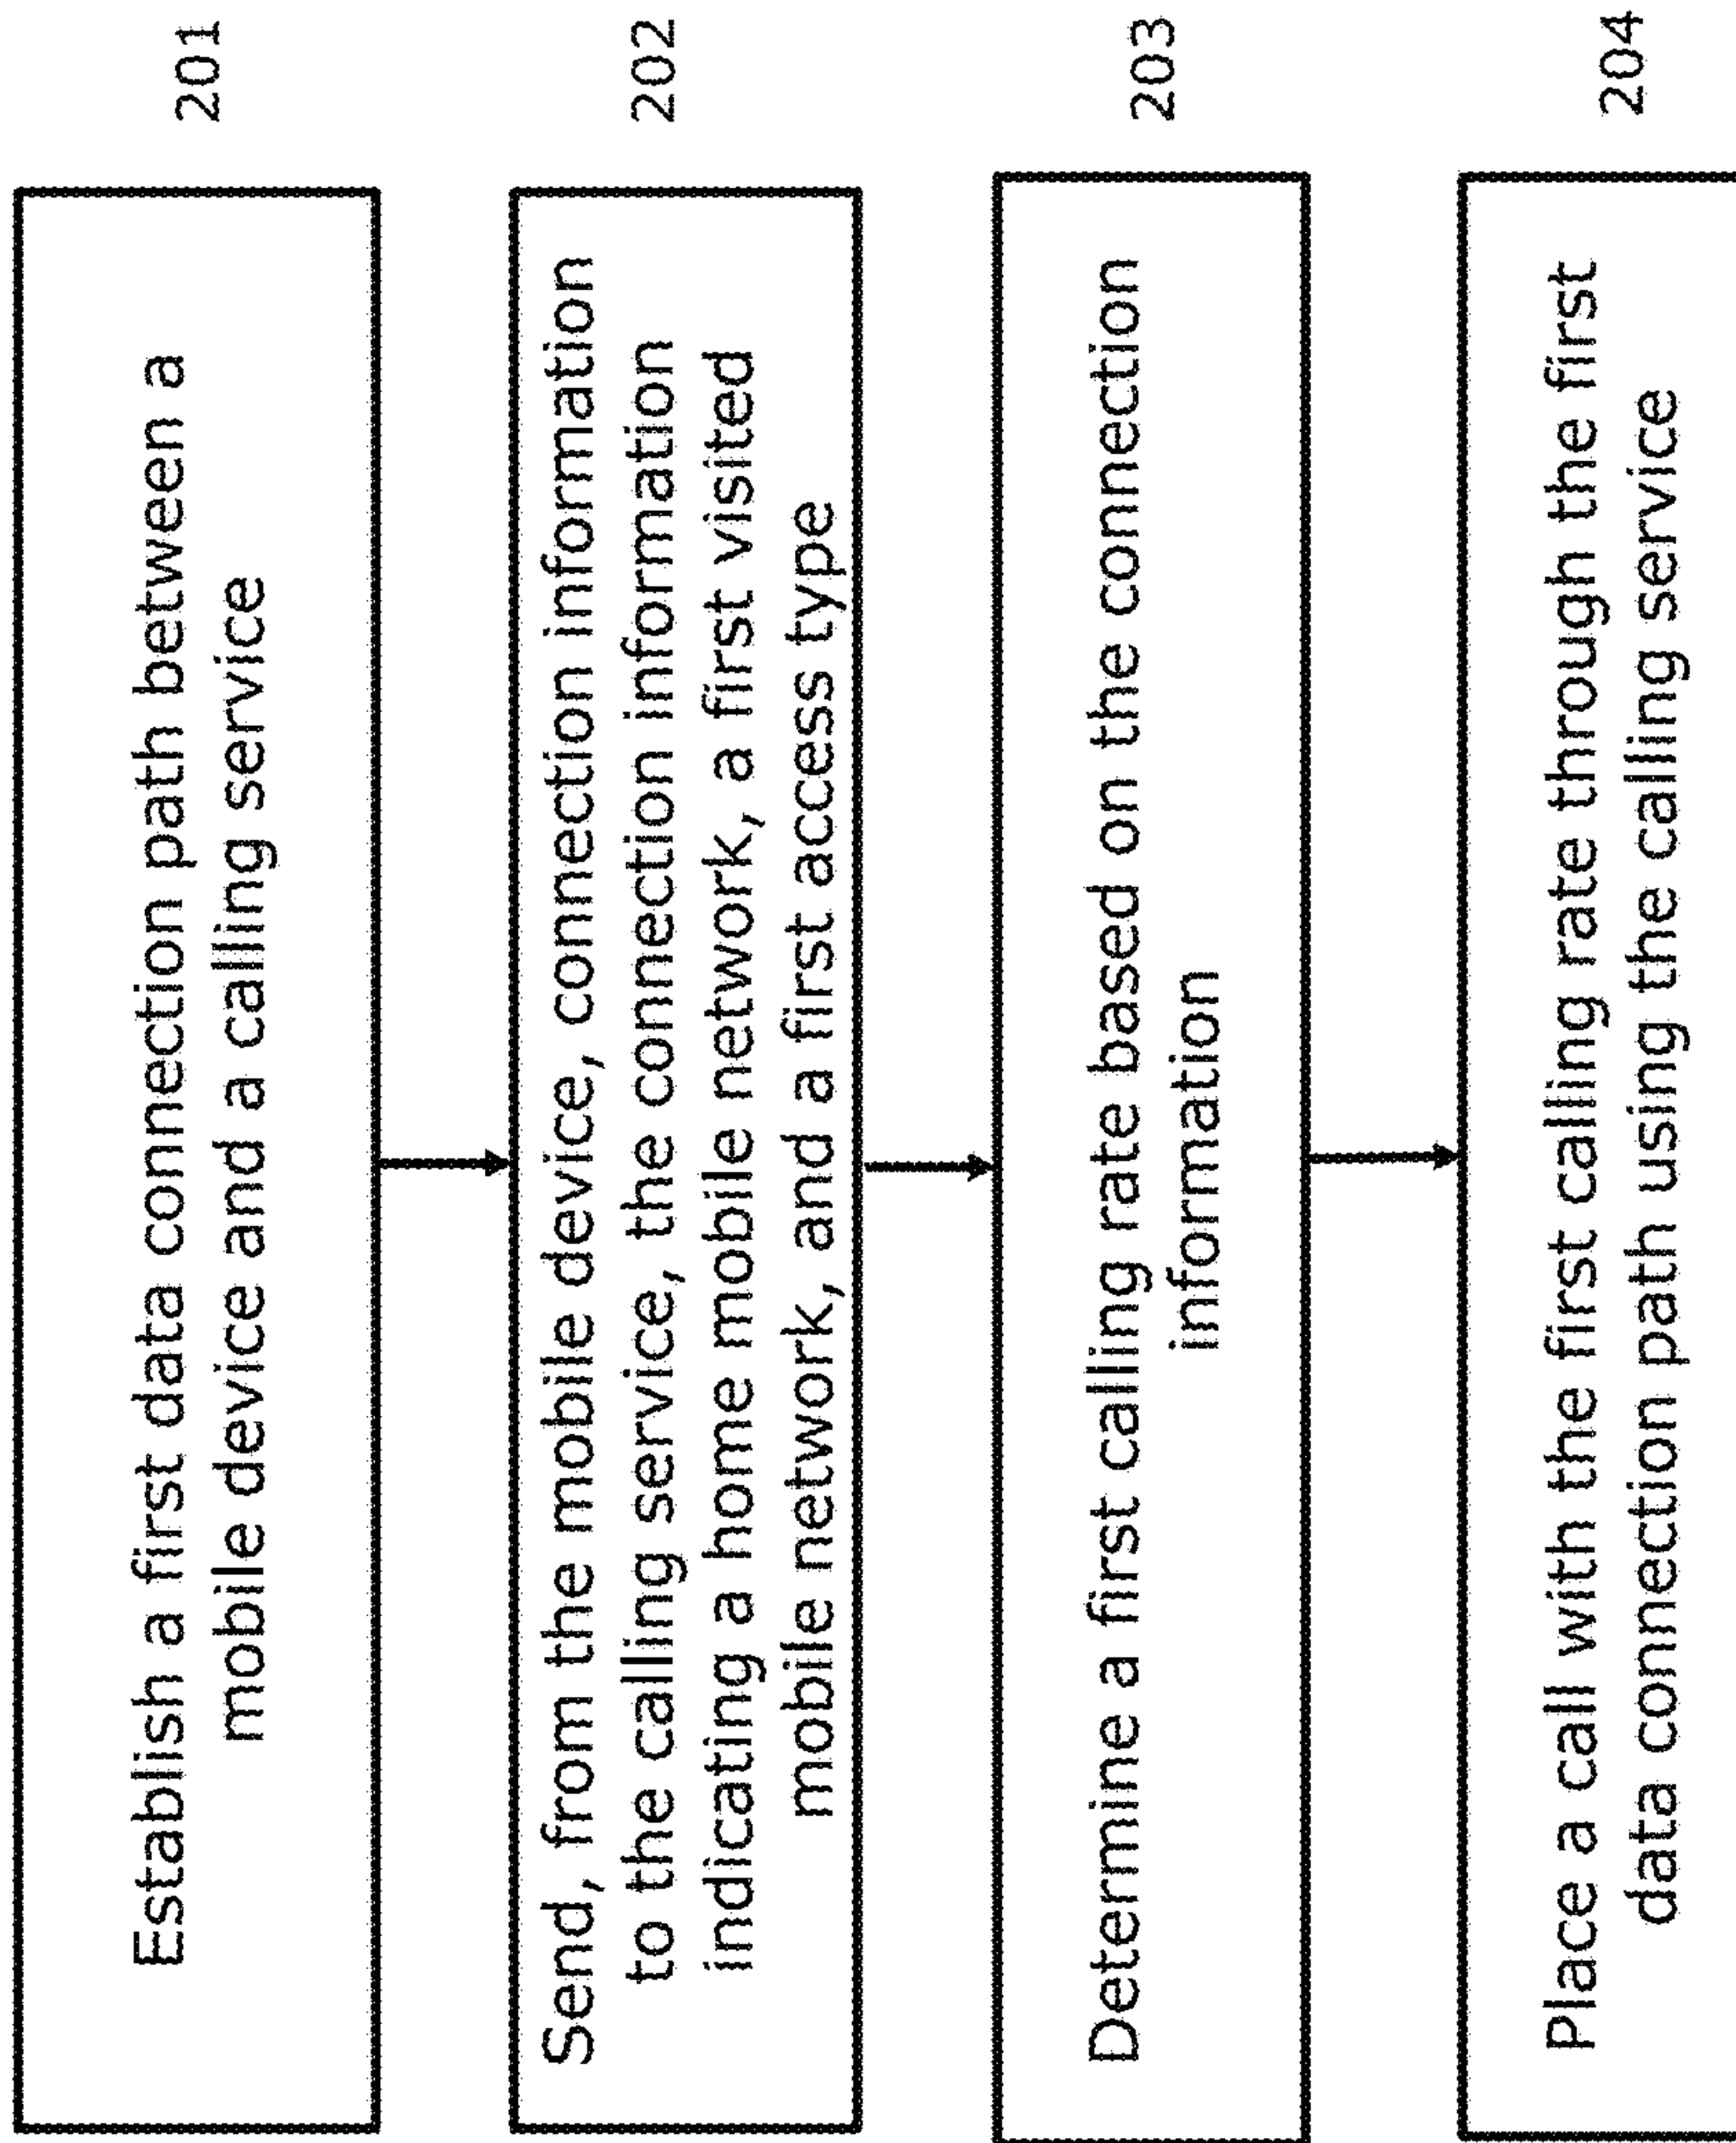 Establish a first data connection path between a
mobile device and a calling service
201
Send, from the mobile device, connection information
to the calling service, the connection information
indicating a home mobile network, a first visited
mobile network, and a first access type
202
Determine a first calling rate based on the connection
information
203
Place a call with the first calling rate through the first
data connection path using the calling service
204